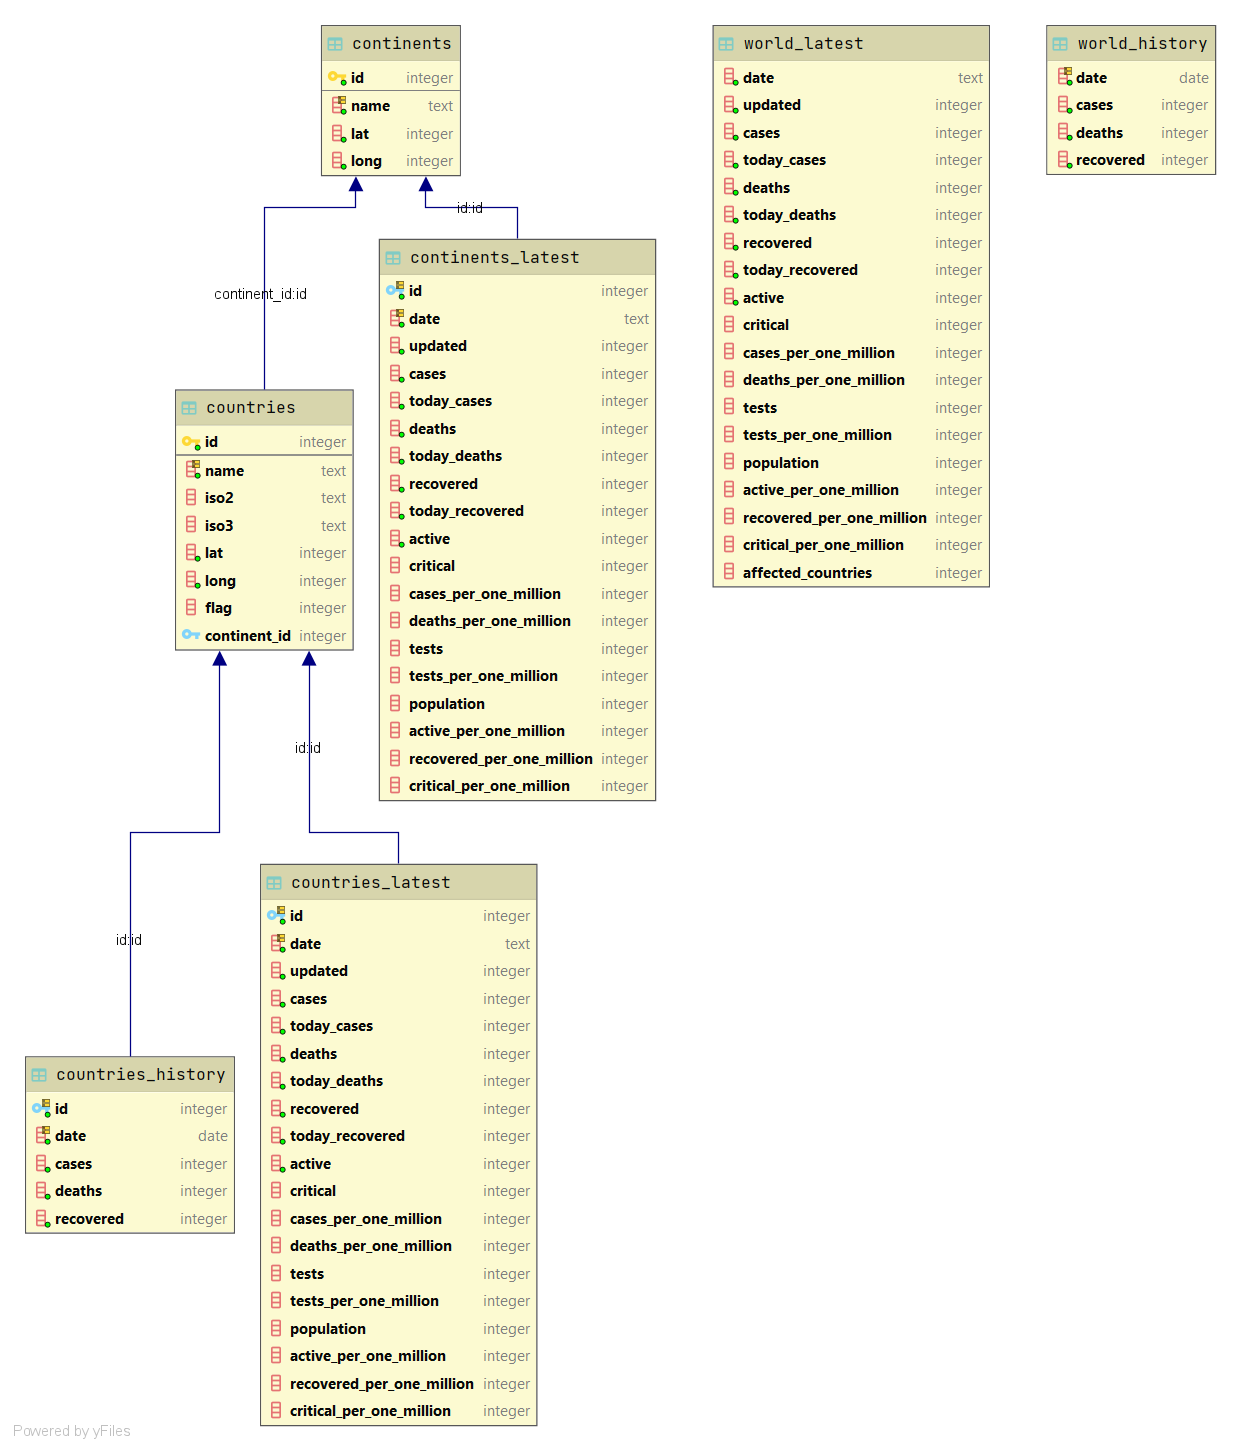 continents
id integer
name text
lat integer
long integer
world_latest
date text
updated integer
cases integer
today_cases integer
deaths integer
today_deaths integer
recovered integer
today_recovered integer
active integer
critical integer
cases_per_one_million integer
deaths_per_one_million integer
tests integer
tests_per_one_million integer
population integer
active_per_one_million integer
recovered_per_one_million integer
critical_per_one_million integer
affected_countries integer
world_history
date date
cases integer
deaths integer
recovered integer
id:id
continent_id:id
continents_latest
id integer
date text
updated integer
cases integer
today_cases integer
deaths integer
today_deaths integer
recovered integer
today_recovered integer
active integer
critical integer
cases_per_one_million integer
deaths_per_one_million integer
tests integer
tests_per_one_million integer
population integer
active_per_one_million integer
recovered_per_one_million integer
critical_per_one_million integer
countries
id integer
name text
iso2 text
iso3 text
lat integer
long integer
flag integer
continent_id integer
id:id
id:id
countries_latest
id integer
date text
updated integer
cases integer
today_cases integer
deaths integer
today_deaths integer
recovered integer
today_recovered integer
active integer
critical integer
cases_per_one_million integer
deaths_per_one_million integer
tests integer
tests_per_one_million integer
population integer
active_per_one_million integer
recovered_per_one_million integer
critical_per_one_million integer
countries_history
id integer
date date
cases integer
deaths integer
recovered integer
Powered by yFiles